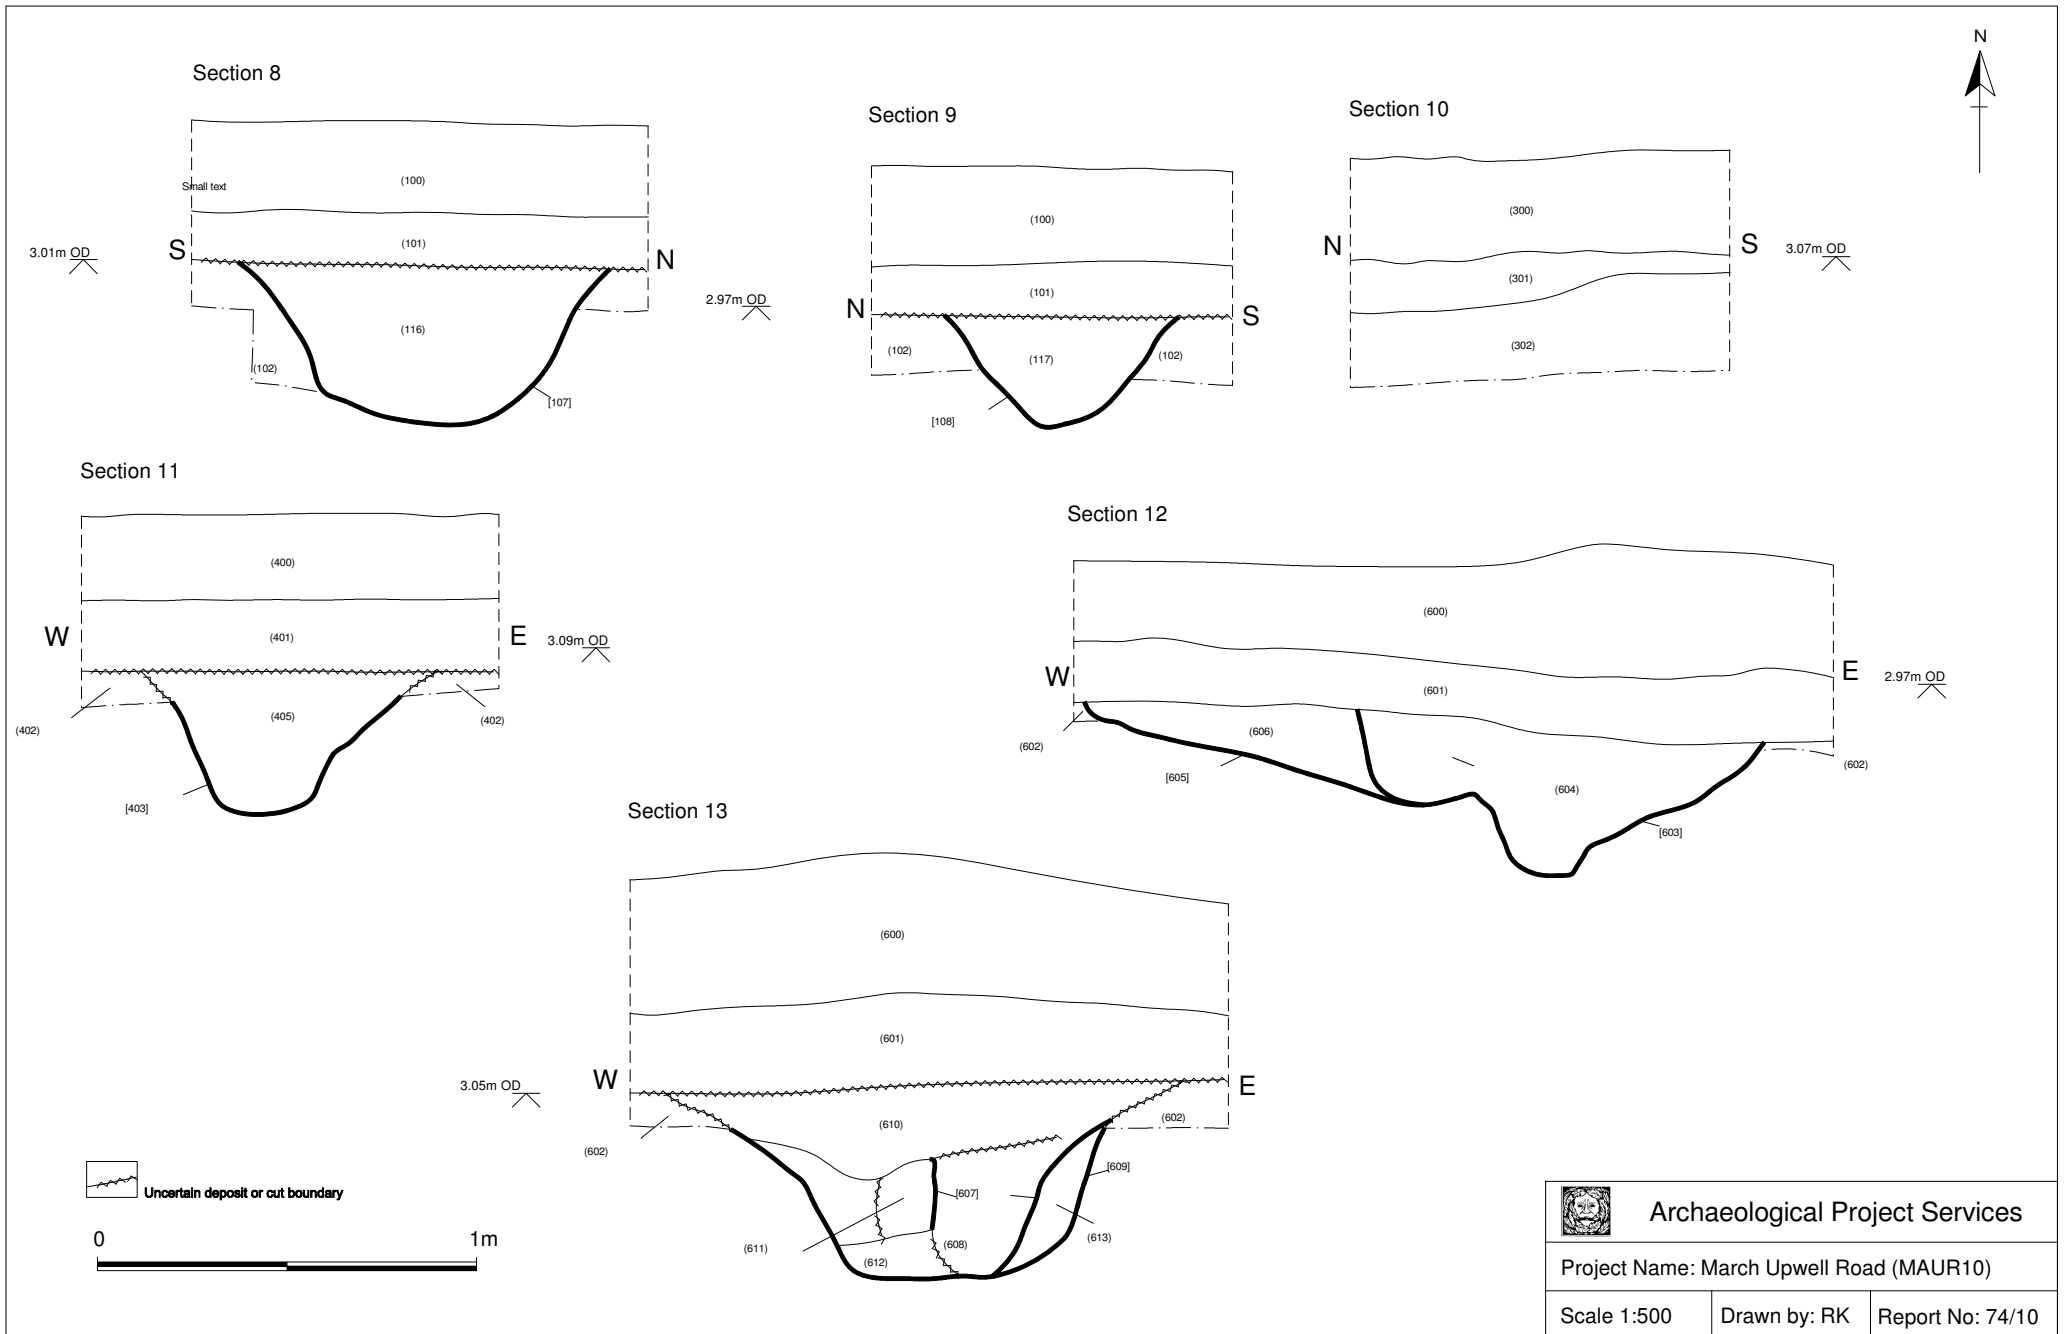 N
Section 8
(100)
Small text
(101)
3.01m OD
S
N
(116)
(102)
[107]
Section 9
(100)
(101)
2.97m OD
N
S
(102)
(117)
(102)
[108]
Section 10
(300)
N
S
3.07m OD
(301)
(302)
Section 11
(400)
W
(401)
E
3.09m OD
(402)
(405)
(402)
[403]
Section 12
(600)
W
(601)
E
2.97m OD
(602)
(606)
[605]
(604)
(602)
[603]
Section 13
(600)
(601)
3.05m OD
W
E
(602)
(610)
(602)
[609]
[607]
(611)
(608)
(613)
(612)
Uncertain deposit or cut boundary
0
1m
Archaeological Project Services
Project Name: March Upwell Road (MAUR10)
Scale 1:500
Drawn by: RK
Report No: 74/10